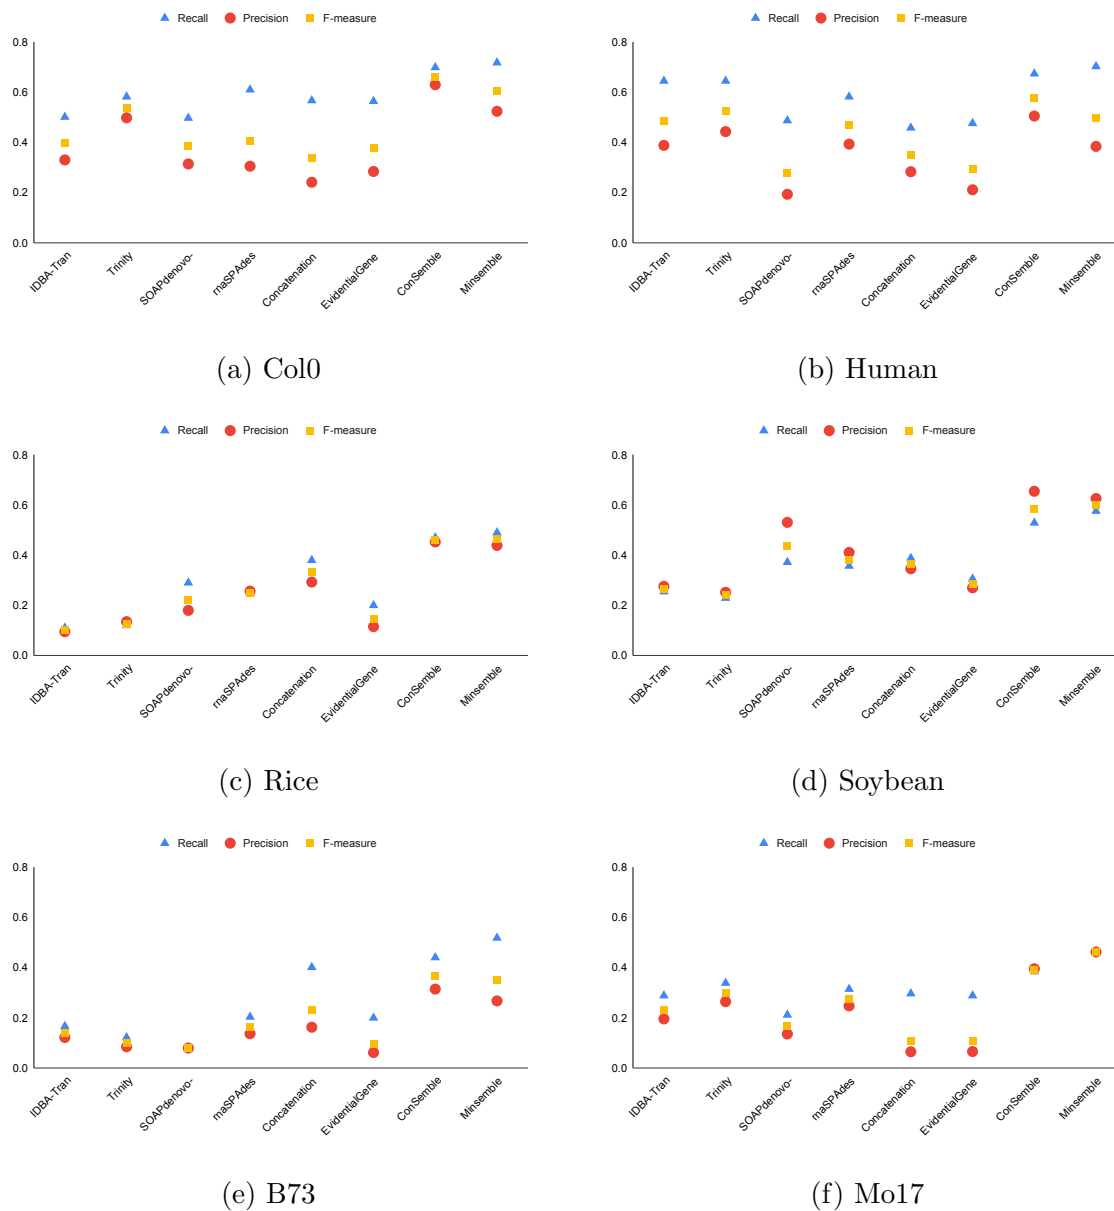 Recall Precision F-measure
0.8
0.6
0.4
0.2
0.0
IDBA-Tran Trinity SOAPdenovo- rnaSPAdes Concatenation EvidentialGene ConSemble Minsemble
(a) Col0
Recall Precision F-measure
0.8
0.6
0.4
0.2
0.0
IDBA-Tran Trinity SOAPdenovo- rnaSPAdes Concatenation EvidentialGene ConSemble Minsemble
(b) Human
Recall Precision F-measure
0.8
0.6
0.4
0.2
0.0
IDBA-Tran Trinity SOAPdenovo- rnaSPAdes Concatenation EvidentialGene ConSemble Minsemble
(c) Rice
Recall Precision F-measure
0.8
0.6
0.4
0.2
0.0
IDBA-Tran Trinity SOAPdenovo- rnaSPAdes Concatenation EvidentialGene ConSemble Minsemble
(d) Soybean
Recall Precision F-measure
0.8
0.6
0.4
0.2
0.0
IDBA-Tran Trinity SOAPdenovo- rnaSPAdes Concatenation EvidentialGene ConSemble Minsemble
(e) B73
Recall Precision F-measure
0.8
0.6
0.4
0.2
0.0
IDBA-Tran Trinity SOAPdenovo- rnaSPAdes Concatenation EvidentialGene ConSemble Minsemble
(f) Mo17